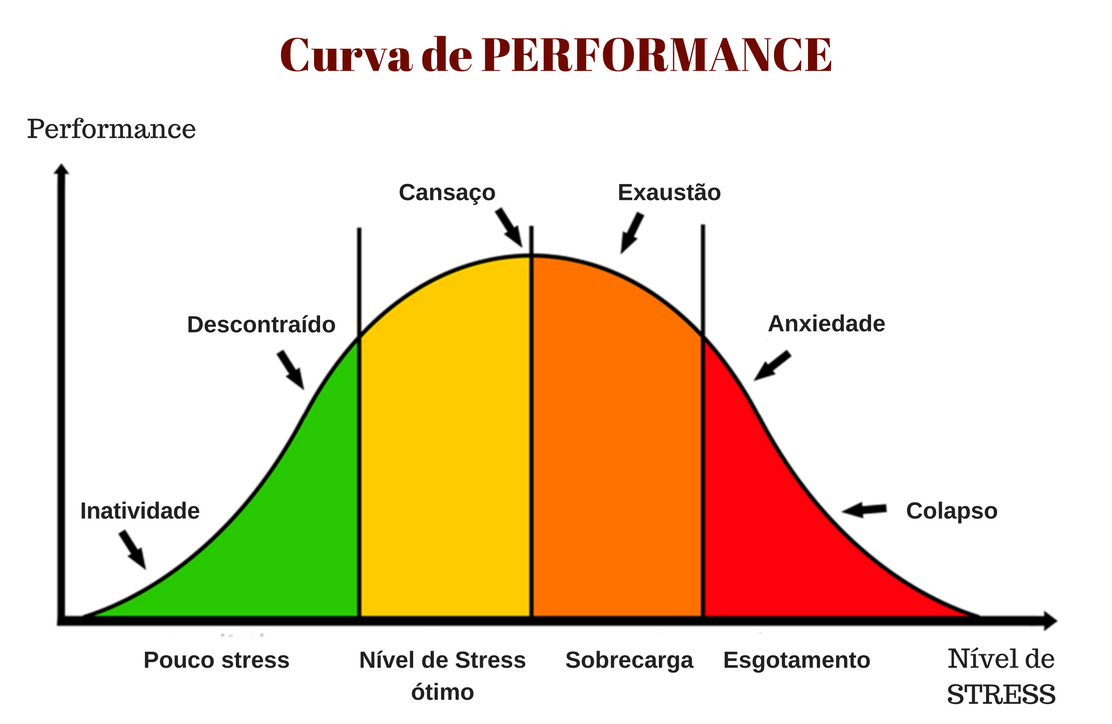 Curva de PERFORMANCE
Performance
Cansaço
Exaustão
Descontraído
Anxiedade
Inatividade
Colapso
Pouco stress
Nível de Stress
ótimo
Sobrecarga
Esgotamento
Nível de
STRESS